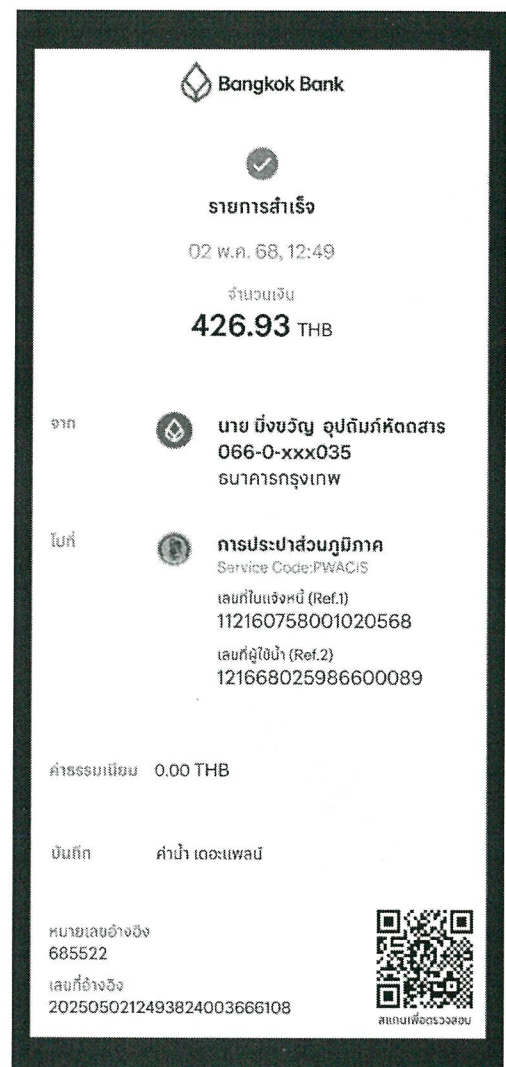 Bangkok Bank
รายการสำเร็จ
02 พ.ค. 68, 12:49
จำนวนเงิน
426.93 THB
จาก
นาย มิ่งขวัญ อุปถัมภ์หัตถสาร
066-0-xxx035
ธนาคารกรุงเทพ
ไปที่
การประปาส่วนภูมิภาค
Service Code:PWACIS
เลขที่ใบแจ้งหนี้ (Ref.1)
112160758001020568
เลขที่ผู้ใช้น้ำ (Ref.2)
121668025986600089
ค่าธรรมเนียม 0.00 THB
บันทึก ค่าน้ำ เดอะแพลน์
หมายเลขอ้างอิง
685522
เลขที่อ้างอิง
2025050212493824003666108
สแกนเพื่อตรวจสอบ